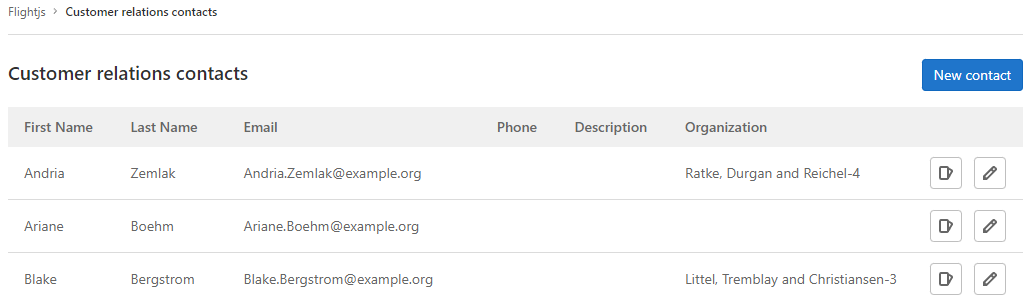 Flightjs > Customer relations contacts
Customer relations contacts
New contact
First Name Last Name Email Phone Description Organization
Andria Zemlak Andria.Zemlak@example.org Ratke, Durgan and Reichel-4
Ariane Boehm Ariane.Boehm@example.org
Blake Bergstrom Blake.Bergstrom@example.org Littel, Tremblay and Christiansen-3